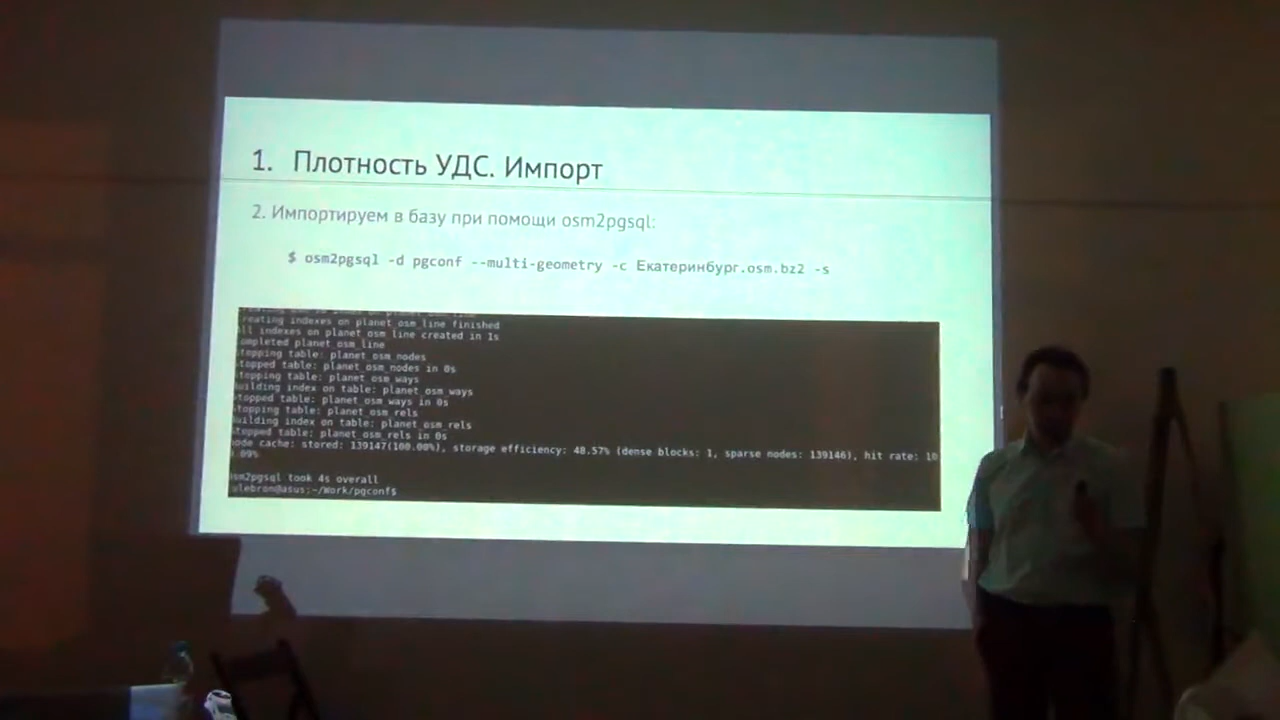 1. Плотность УДС. Импорт
2. Импортируем в базу при помощи osm2pgsql:
$ osm2pgsql -d pgconf --multi-geometry -c Екатеринбург.osm.bz2 -s
reating indexes on planet_osm_line finished
ll indexes on planet_osm_line created in 1s
ompleted planet_osm_line
topping table: planet_osm_nodes
topped table: planet_osm_nodes in 0s
topping table: planet_osm_ways
uilding index on table: planet_osm_ways
topped table: planet_osm_ways in 0s
topping table: planet_osm_rels
uilding index on table: planet_osm_rels
topped table: planet_osm_rels in 0s
ode cache: stored: 139147(100.00%), storage efficiency: 48.57% (dense blocks: 1, sparse nodes: 139146), hit rate: 10
.09%
sm2pgsql took 4s overall
ulebron@asus:~/Work/pgconf$